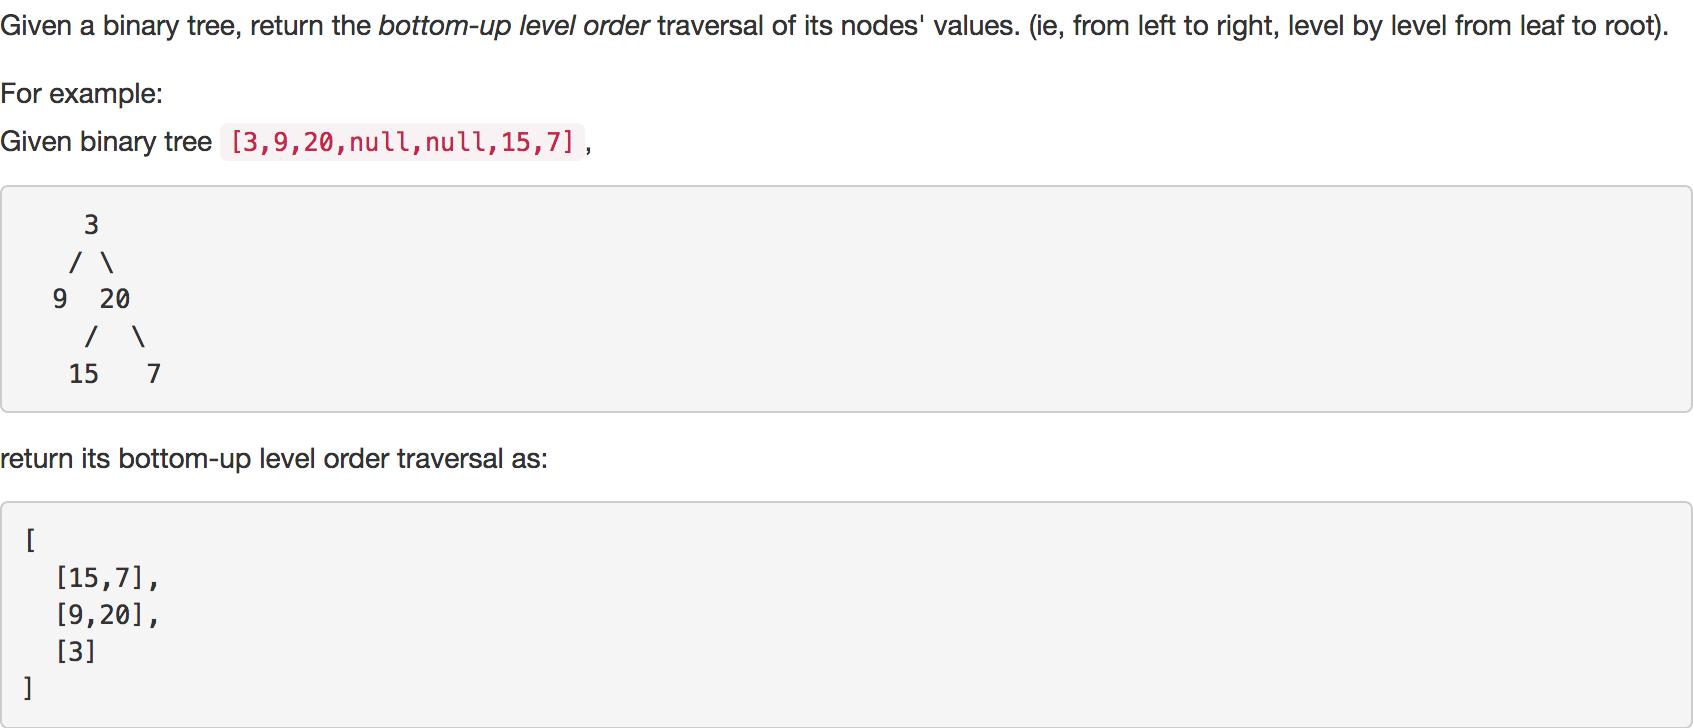 Given a binary tree, return the bottom-up level order traversal of its nodes' values. (ie, from left to right, level by level from leaf to root).
For example:
Given binary tree [3,9,20,null,null,15,7],
    3
   / \
  9  20
    /  \
   15   7
return its bottom-up level order traversal as:
[
  [15,7],
  [9,20],
  [3]
]